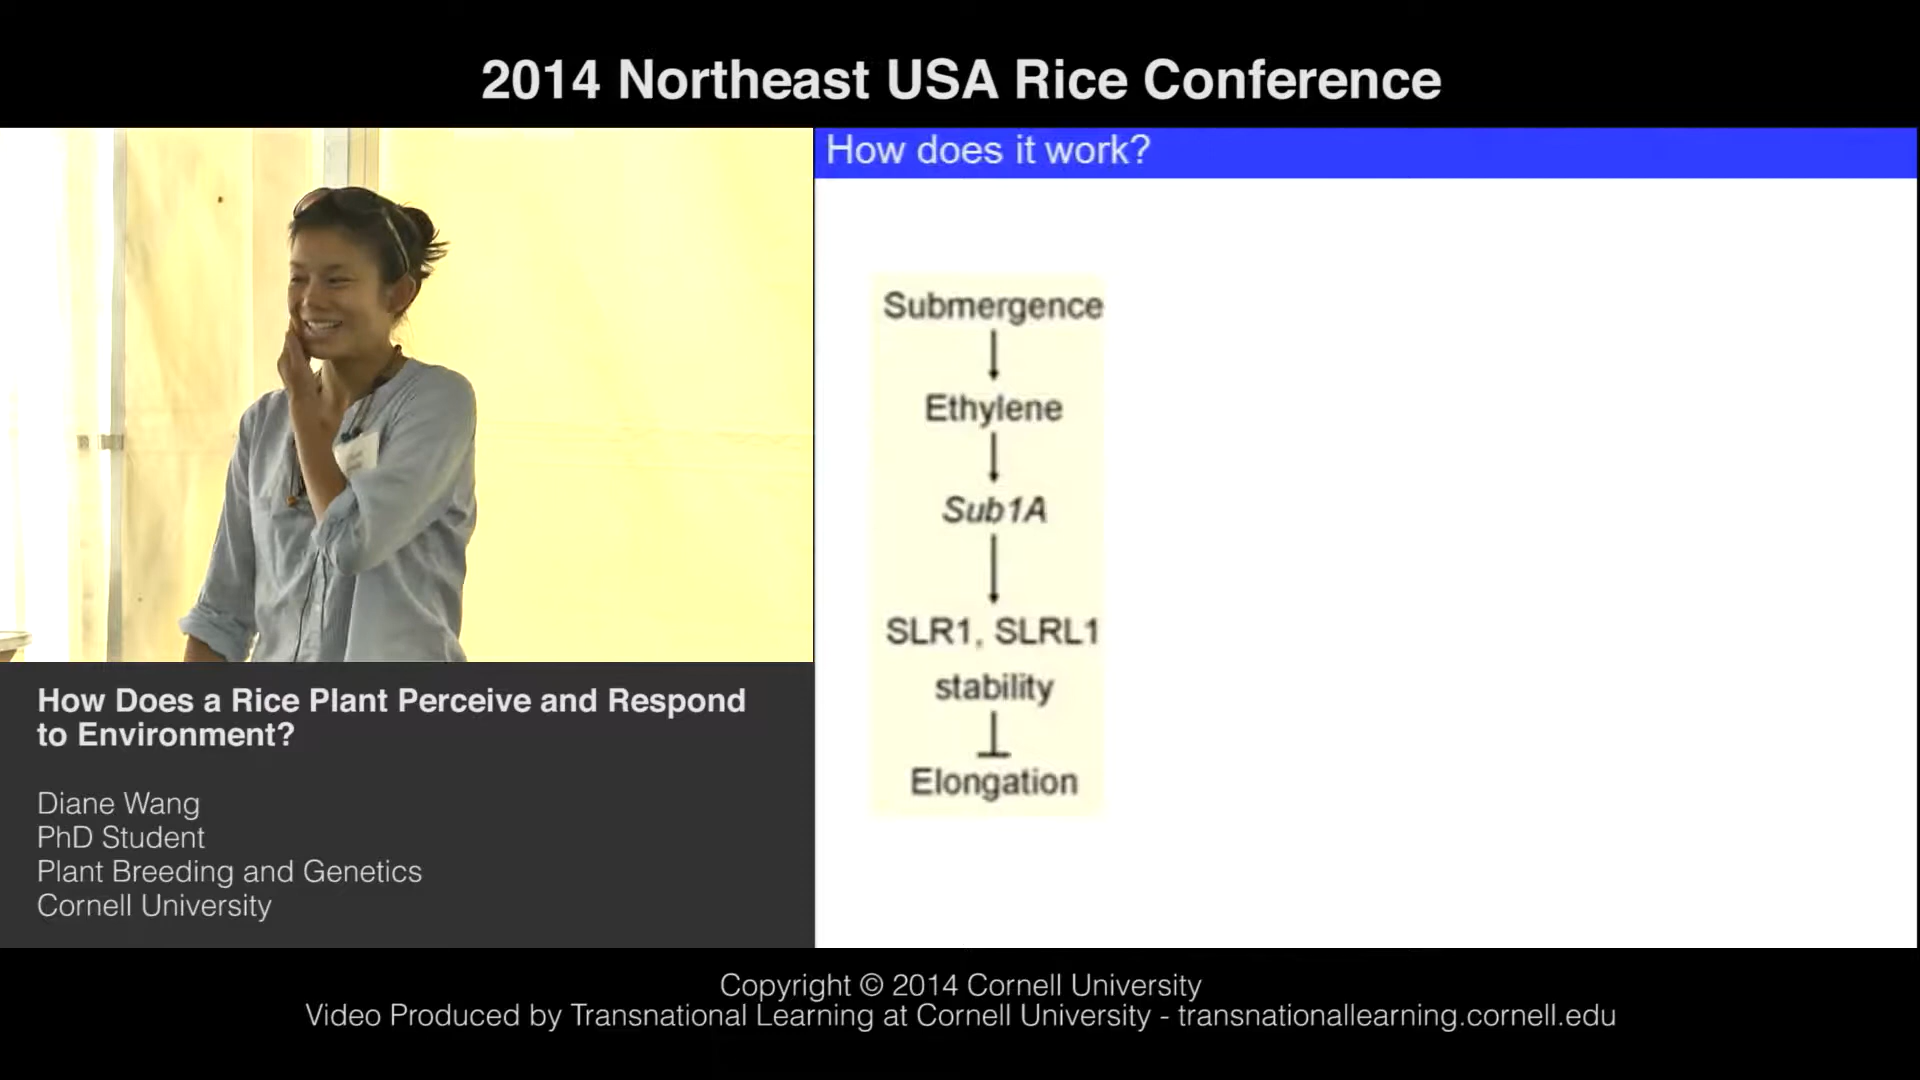 2014 Northeast USA Rice Conference
How does it work?
Submergence
Ethylene
Sub1A
SLR1, SLRL1
stability
Elongation
How Does a Rice Plant Perceive and Respond
to Environment?
Diane Wang
PhD Student
Plant Breeding and Genetics
Cornell University
Copyright © 2014 Cornell University
Video Produced by Transnational Learning at Cornell University - transnationallearning.cornell.edu